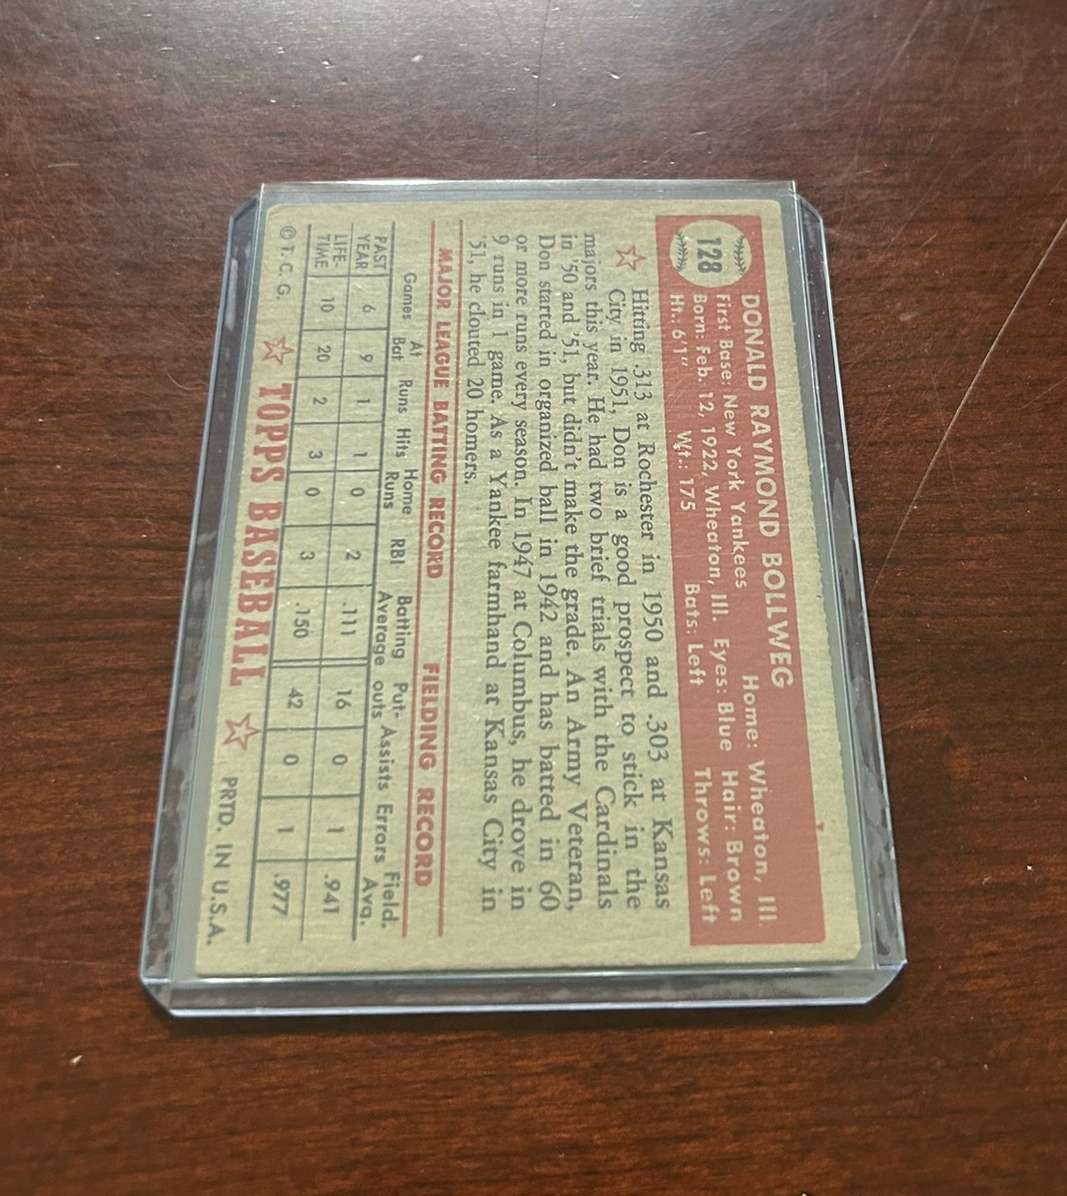 128
DONALD RAYMOND BOLLWEG
First Base: New York Yankees Home: Wheaton, Ill.
Born: Feb. 12, 1922, Wheaton, Ill. Eyes: Blue Hair: Brown
Ht.: 6'1" Wt.: 175 Bats: Left Throws: Left
Hitting .313 at Rochester in 1950 and .303 at Kansas
City in 1951, Don is a good prospect to stick in the
majors this year. He had two brief trials with the Cardinals
in '50 and '51, but didn't make the grade. An Army Veteran,
Don started in organized ball in 1942 and has batted in 60
or more runs every season. In 1947 at Columbus, he drove in
9 runs in 1 game. As a Yankee farmhand at Kansas City in
'51, he clouted 20 homers.
MAJOR LEAGUE BATTING RECORD FIELDING RECORD
Games At Bat Runs Hits Home Runs RBI Batting Average Put-outs Assists Errors Field. Avg.
PAST YEAR 6 9 1 1 0 2 .111 16 0 1 .941
LIFE-TIME 10 20 2 3 0 3 .150 42 0 1 .977
© T. C. G. ☆ TOPPS BASEBALL ☆ PRTD. IN U.S.A.